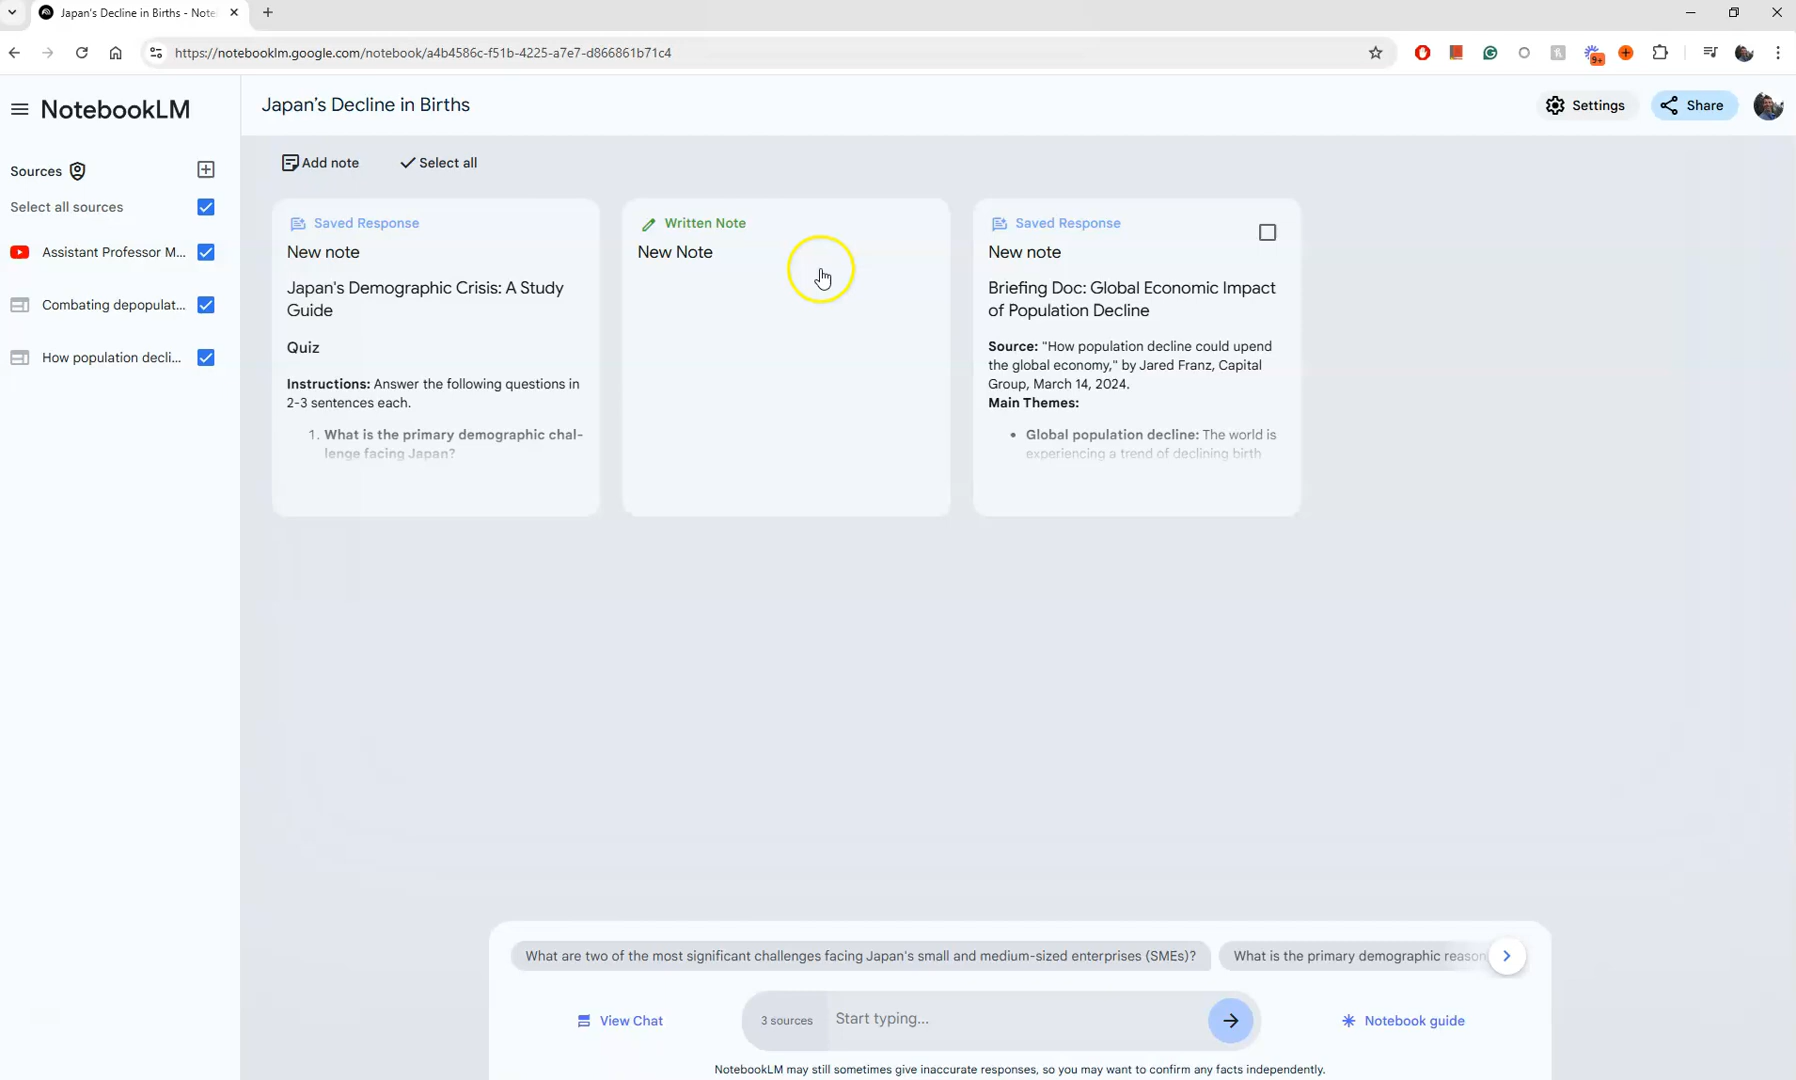 Japan's Decline in Births - Note
https://notebooklm.google.com/notebook/a4b4586c-f51b-4225-a7e7-d866861b71c4
9+
NotebookLM
Japan's Decline in Births
Settings
Share
Sources
Add note
Select all
Select all sources
Assistant Professor M...
Combating depopulat...
How population decli...
Saved Response
New note
Japan's Demographic Crisis: A Study
Guide
Quiz
Instructions: Answer the following questions in
2-3 sentences each.
1. What is the primary demographic chal-
lenge facing Japan?
Written Note
New Note
Saved Response
New note
Briefing Doc: Global Economic Impact
of Population Decline
Source: "How population decline could upend
the global economy," by Jared Franz, Capital
Group, March 14, 2024.
Main Themes:
• Global population decline: The world is
experiencing a trend of declining birth
What are two of the most significant challenges facing Japan's small and medium-sized enterprises (SMEs)?
What is the primary demographic reason
View Chat
3 sources
Start typing...
Notebook guide
NotebookLM may still sometimes give inaccurate responses, so you may want to confirm any facts independently.